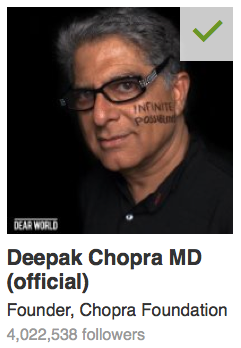 INFINITE
POSSIBILITIES
DEAR WORLD
Deepak Chopra MD
(official)
Founder, Chopra Foundation
4,022,538 followers